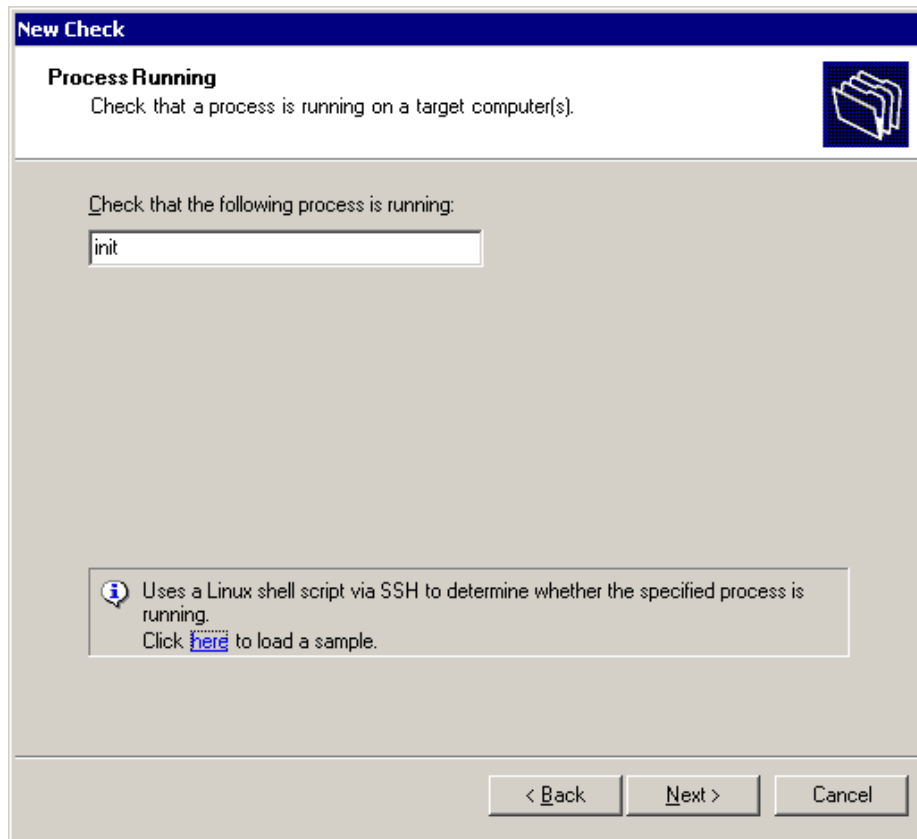 New Check
Process Running
Check that a process is running on a target computer(s).
Check that the following process is running:
init
Uses a Linux shell script via SSH to determine whether the specified process is
running.
Click here to load a sample.
< Back
Next >
Cancel